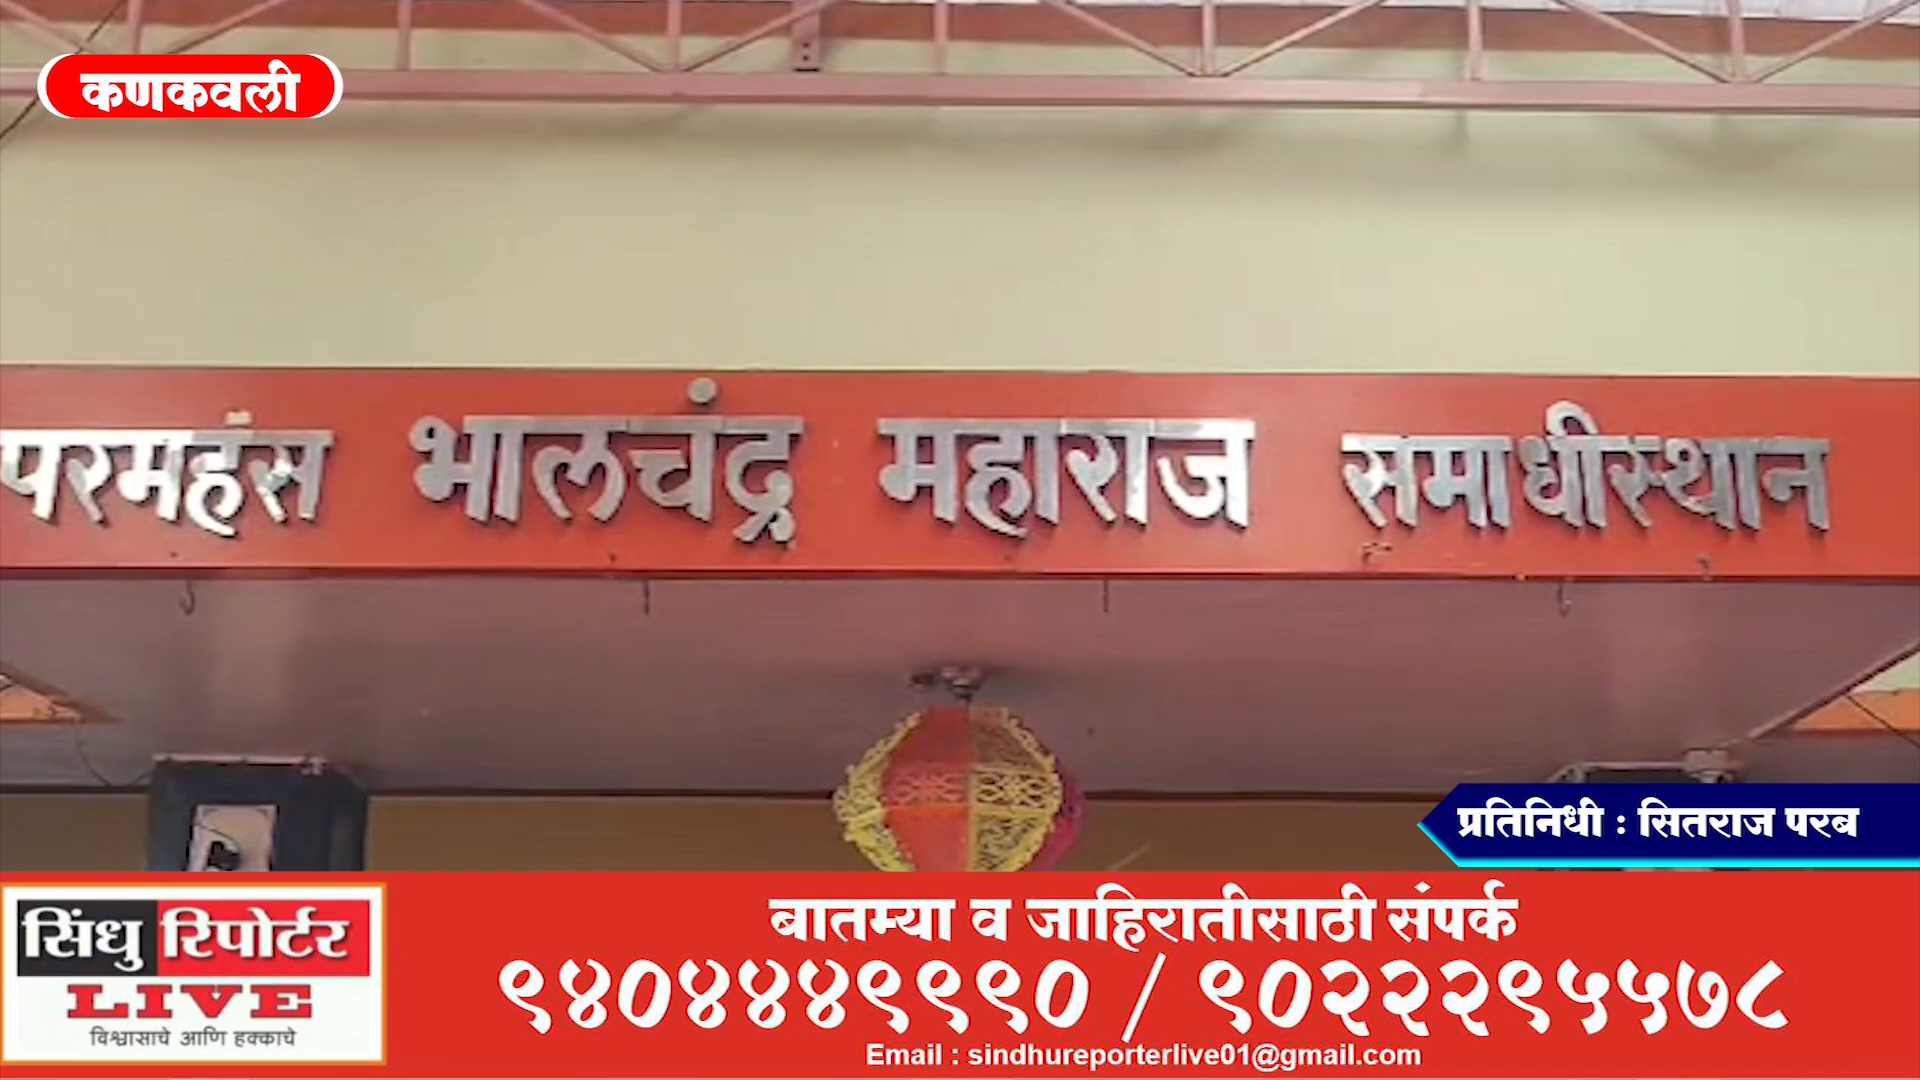 कणकवली
परमहंस भालचंद्र महाराज समाधीस्थान
प्रतिनिधी : सितराज परब
सिंधु रिपोर्टर
LIVE
विश्वासाचे आणि हक्काचे
बातम्या व जाहिरातीसाठी संपर्क
९४०४४४९९९० / ९०२२२९५५७८
Email : sindhureporterlive01@gmail.com